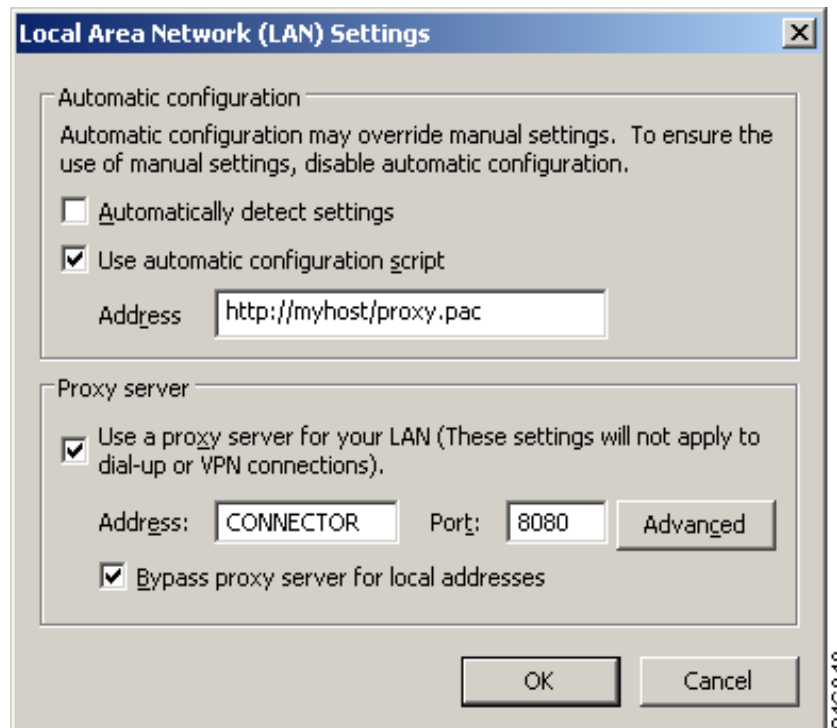 Local Area Network (LAN) Settings
Automatic configuration
Automatic configuration may override manual settings. To ensure the
use of manual settings, disable automatic configuration.
Automatically detect settings
Use automatic configuration script
Address http://myhost/proxy.pac
Proxy server
Use a proxy server for your LAN (These settings will not apply to
dial-up or VPN connections).
Address: CONNECTOR Port: 8080 Advanced
Bypass proxy server for local addresses
OK Cancel